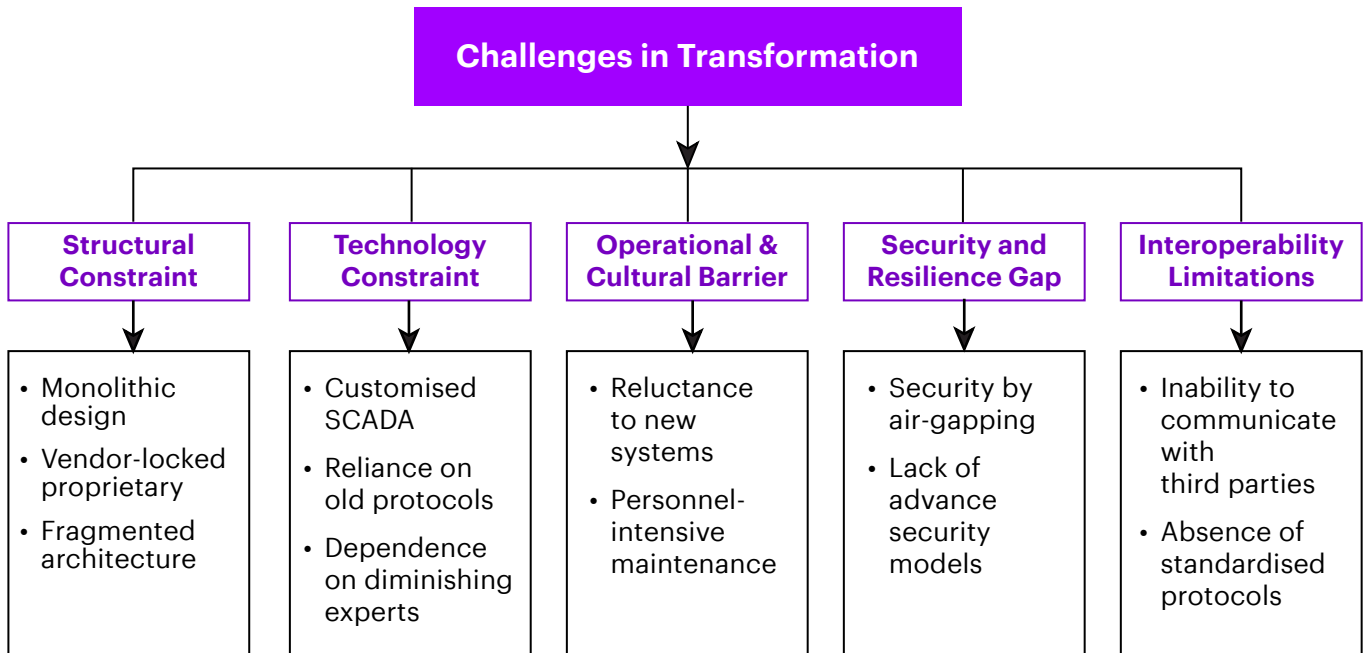 Challenges in Transformation
Structural
Constraint
• Monolithic
design
• Vendor-locked
proprietary
• Fragmented
architecture
Technology
Constraint
• Customised
SCADA
• Reliance on
old protocols
• Dependence
on diminishing
experts
Operational &
Cultural Barrier
• Reluctance
to new
systems
• Personnel-
intensive
maintenance
Security and
Resilience Gap
• Security by
air-gapping
• Lack of
advance
security
models
Interoperability
Limitations
• Inability to
communicate
with
third parties
• Absence of
standardised
protocols